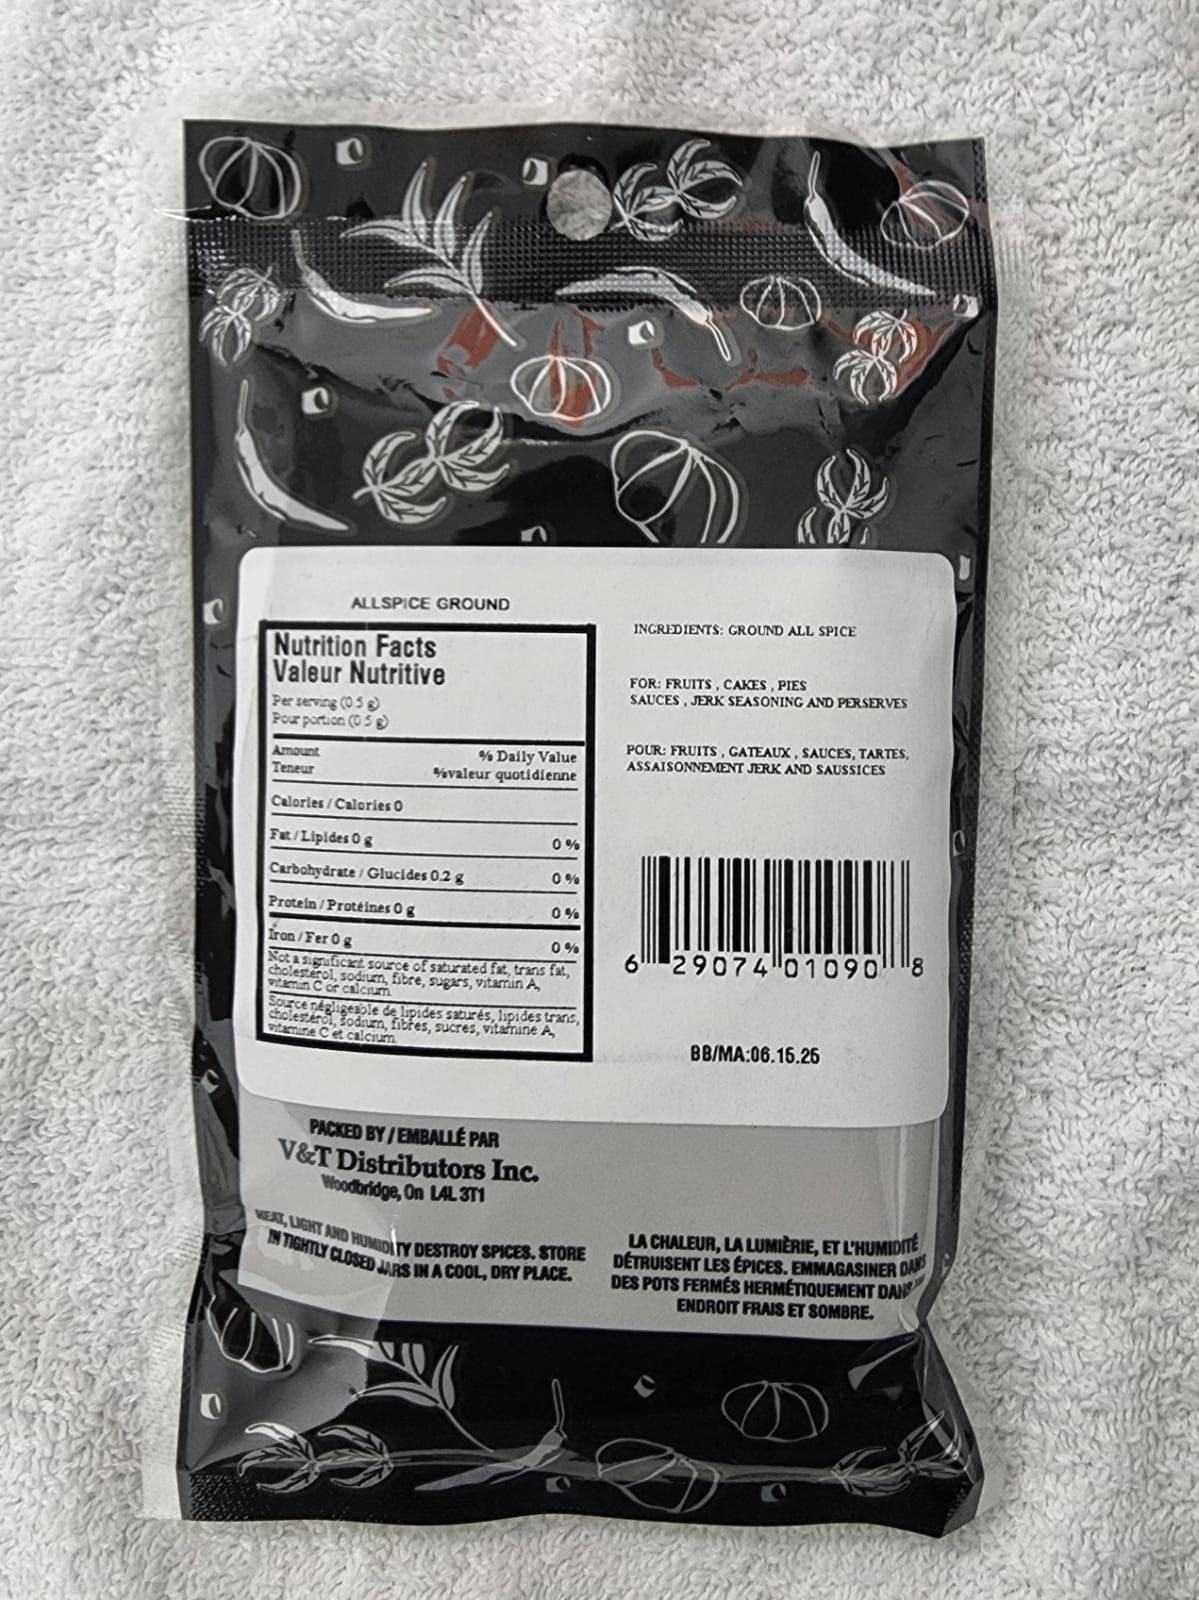 ALLSPICE GROUND
Nutrition Facts
Valeur Nutritive
Per serving (0 5 g)
Pour portion (0 5 g)
Amount % Daily Value
Teneur %valeur quotidienne
Calories / Calories 0
Fat / Lipides 0 g 0 %
Carbohydrate / Glucides 0.2 g 0 %
Protein / Protéines 0 g 0 %
Iron / Fer 0 g 0 %
Not a significant source of saturated fat, trans fat,
cholesterol, sodium, fibre, sugars, vitamin A,
vitamin C or calcium
Source négligeable de lipides saturés, lipides trans,
cholestérol, sodium, fibres, sucres, vitamine A,
vitamine C et calcium
INGREDIENTS: GROUND ALL SPICE
FOR: FRUITS , CAKES , PIES
SAUCES , JERK SEASONING AND PERSERVES
POUR: FRUITS , GATEAUX , SAUCES, TARTES,
ASSAISONNEMENT JERK AND SAUSSICES
6 29074 01090 8
BB/MA:06.15.25
PACKED BY / EMBALLÉ PAR
V&T Distributors Inc.
Woodbridge, On L4L 3T1
HEAT, LIGHT AND HUMIDITY DESTROY SPICES. STORE
IN TIGHTLY CLOSED JARS IN A COOL, DRY PLACE.
LA CHALEUR, LA LUMIÈRIE, ET L'HUMIDITÉ
DÉTRUISENT LES ÉPICES. EMMAGASINER DANS
DES POTS FERMÉS HERMÉTIQUEMENT DANS
ENDROIT FRAIS ET SOMBRE.